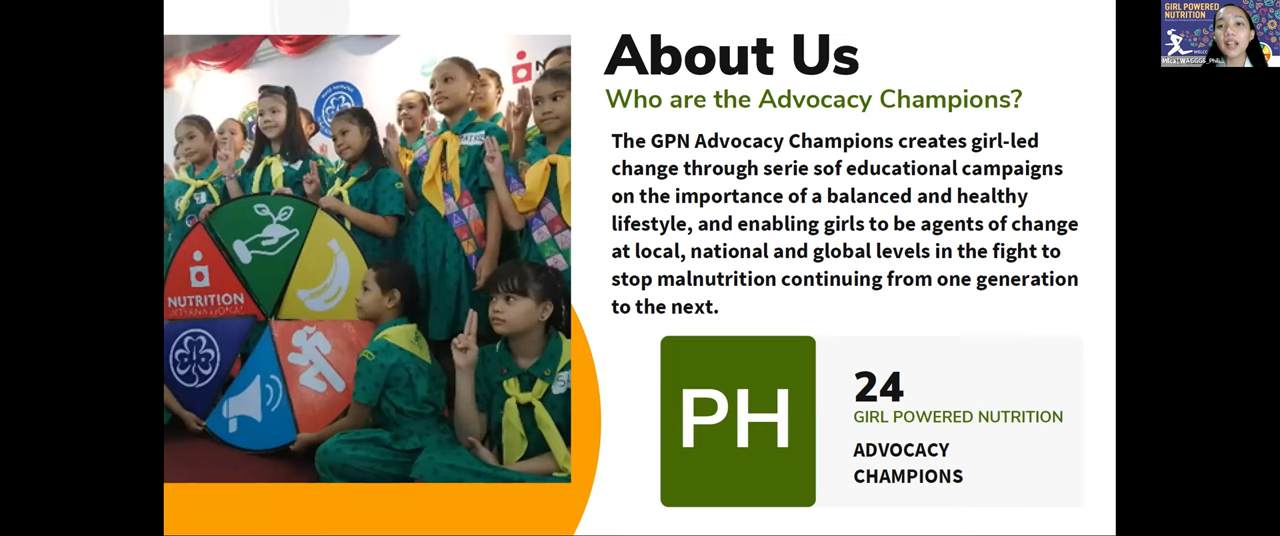 About Us
Who are the Advocacy Champions?
The GPN Advocacy Champions creates girl-led
change through serie sof educational campaigns
on the importance of a balanced and healthy
lifestyle, and enabling girls to be agents of change
at local, national and global levels in the fight to
stop malnutrition continuing from one generation
to the next.
PH
24
GIRL POWERED NUTRITION
ADVOCACY
CHAMPIONS
NUTRITION
INTERNATIONAL
GIRL POWERED
NUTRITION